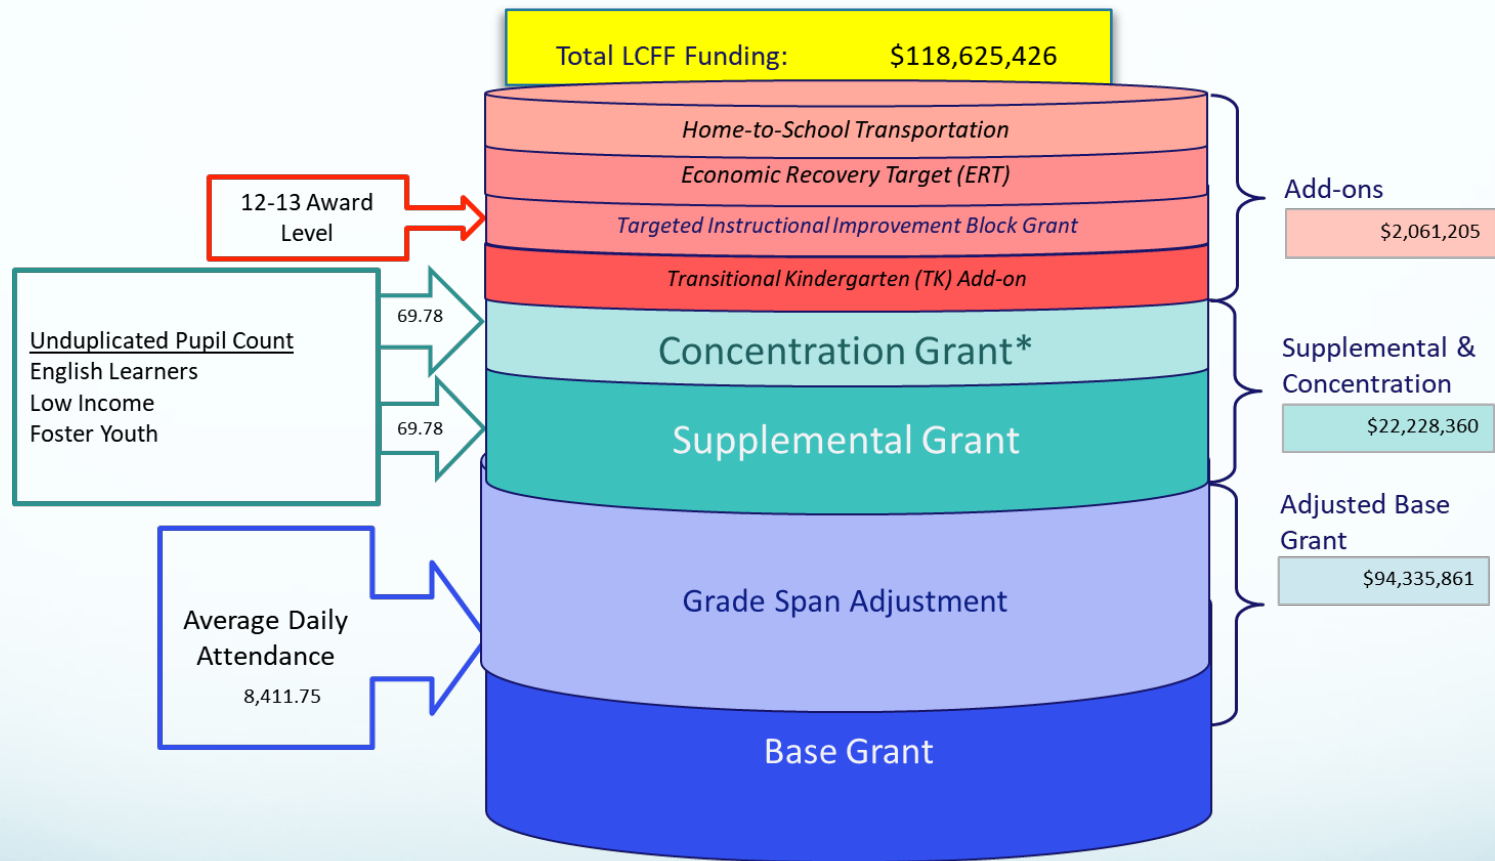 Total LCFF Funding: $118,625,426
Home-to-School Transportation
Economic Recovery Target (ERT)
Targeted Instructional Improvement Block Grant
Transitional Kindergarten (TK) Add-on
Concentration Grant*
Supplemental Grant
Grade Span Adjustment
Base Grant
12-13 Award
Level
Unduplicated Pupil Count
English Learners
Low Income
Foster Youth
69.78
69.78
Average Daily
Attendance
8,411.75
Add-ons
$2,061,205
Supplemental &
Concentration
$22,228,360
Adjusted Base
Grant
$94,335,861